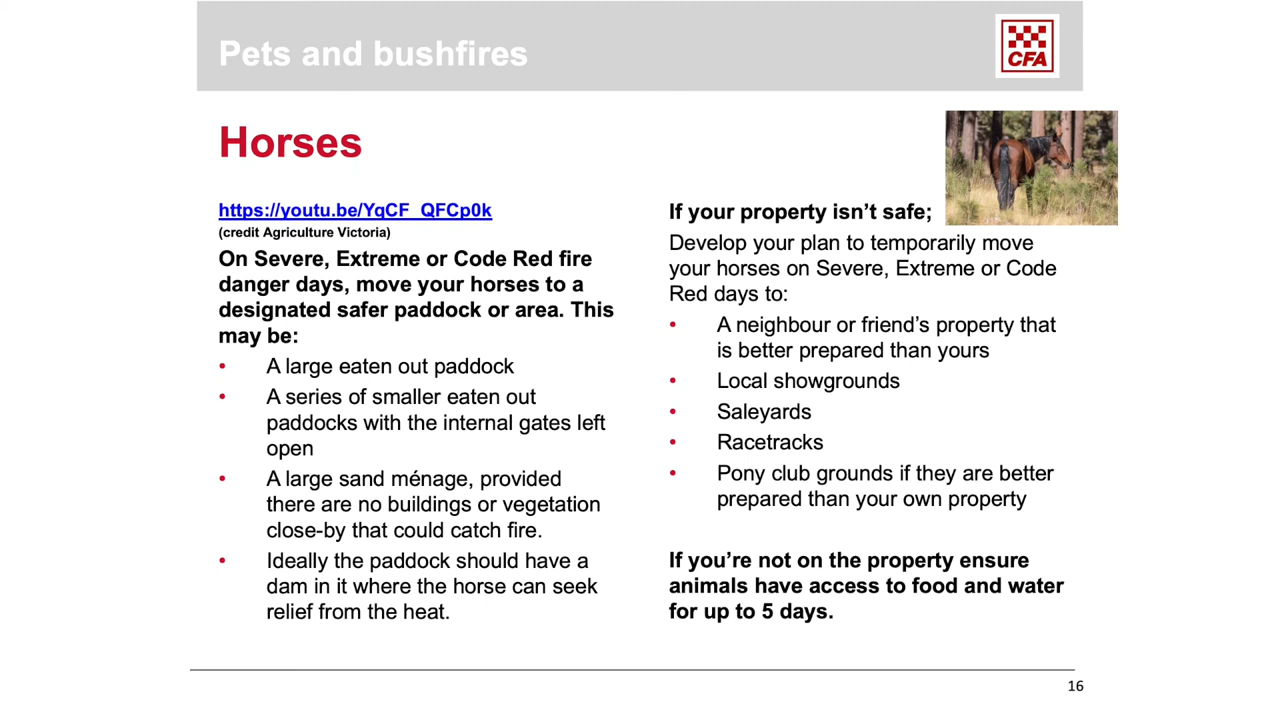 Pets and bushfires
CFA
Horses
https://youtu.be/YqCF_QFCp0k
(credit Agriculture Victoria)
On Severe, Extreme or Code Red fire
danger days, move your horses to a
designated safer paddock or area. This
may be:
• A large eaten out paddock
• A series of smaller eaten out
paddocks with the internal gates left
open
• A large sand ménage, provided
there are no buildings or vegetation
close-by that could catch fire.
• Ideally the paddock should have a
dam in it where the horse can seek
relief from the heat.
If your property isn’t safe;
Develop your plan to temporarily move
your horses on Severe, Extreme or Code
Red days to:
• A neighbour or friend’s property that
is better prepared than yours
• Local showgrounds
• Saleyards
• Racetracks
• Pony club grounds if they are better
prepared than your own property
If you’re not on the property ensure
animals have access to food and water
for up to 5 days.
16